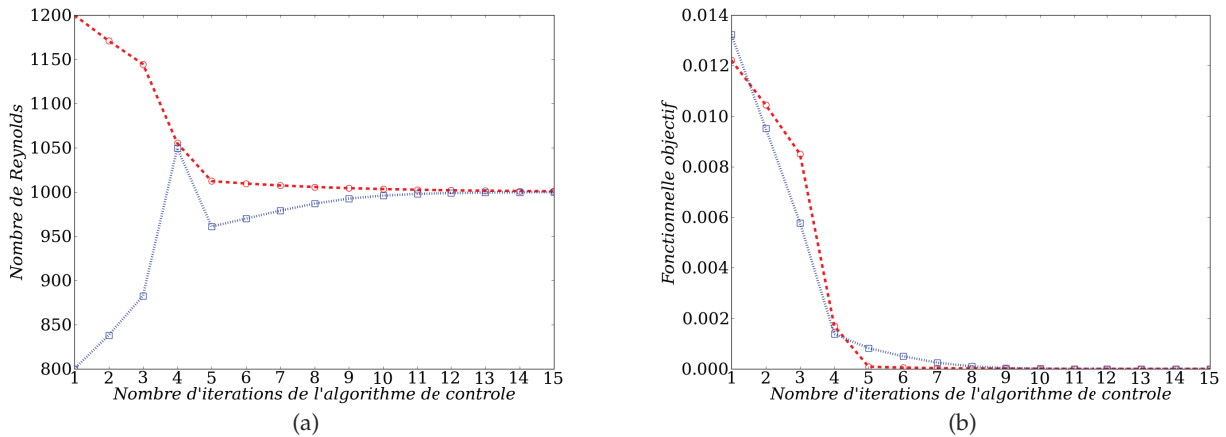 1200
1150
1100
1050
1000
950
900
850
800
Nombre de Reynolds
1 2 3 4 5 6 7 8 9 10 11 12 13 14 15
Nombre d'iterations de l'algorithme de controle
(a)
0.014
0.012
0.010
0.008
0.006
0.004
0.002
0.000
Fonctionnelle objectif
1 2 3 4 5 6 7 8 9 10 11 12 13 14 15
Nombre d'iterations de l'algorithme de controle
(b)